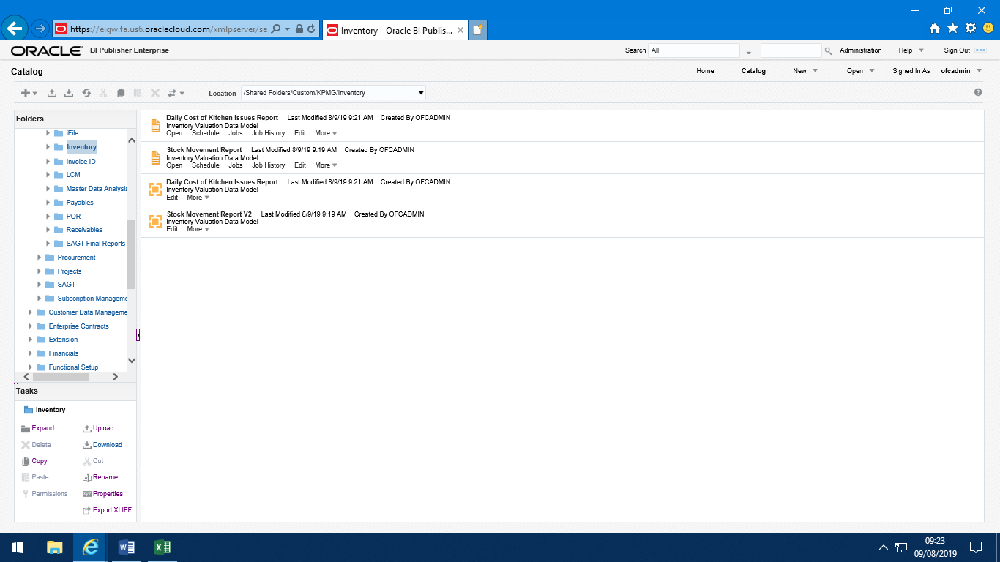 https://eigw.fa.us6.oraclecloud.com/xmlpserver/se
Inventory - Oracle BI Publis...
ORACLE BI Publisher Enterprise
Search All
Administration Help Sign Out
Catalog
Home Catalog New Open Signed In As ofcadmin
Location /Shared Folders/Custom/KPMG/Inventory
Folders
iFile
Inventory
Invoice ID
LCM
Master Data Analysis
Payables
POR
Receivables
SAGT Final Reports
Procurement
Projects
SAGT
Subscription Manageme
Customer Data Manageme
Enterprise Contracts
Extension
Financials
Functional Setup
Daily Cost of Kitchen Issues Report Last Modified 8/9/19 9:21 AM Created By OFCADMIN
Inventory Valuation Data Model
Open Schedule Jobs Job History Edit More
Stock Movement Report Last Modified 8/9/19 9:19 AM Created By OFCADMIN
Inventory Valuation Data Model
Open Schedule Jobs Job History Edit More
Daily Cost of Kitchen Issues Report Last Modified 8/9/19 9:21 AM Created By OFCADMIN
Inventory Valuation Data Model
Edit More
Stock Movement Report V2 Last Modified 8/9/19 9:19 AM Created By OFCADMIN
Inventory Valuation Data Model
Edit More
Tasks
Inventory
Expand Upload
Delete Download
Copy Cut
Paste Rename
Permissions Properties
Export XLIFF
09:23
09/08/2019